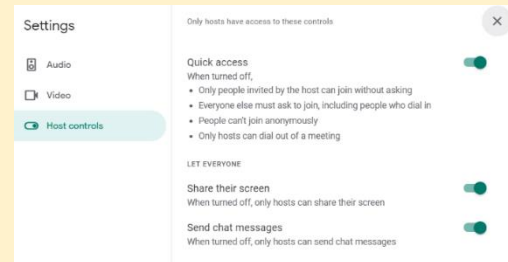 Settings
Audio
Video
Host controls
Only hosts have access to these controls
Quick access
When turned off,
• Only people invited by the host can join without asking
• Everyone else must ask to join, including people who dial in
• People can't join anonymously
• Only hosts can dial out of a meeting
LET EVERYONE
Share their screen
When turned off, only hosts can share their screen
Send chat messages
When turned off, only hosts can send chat messages